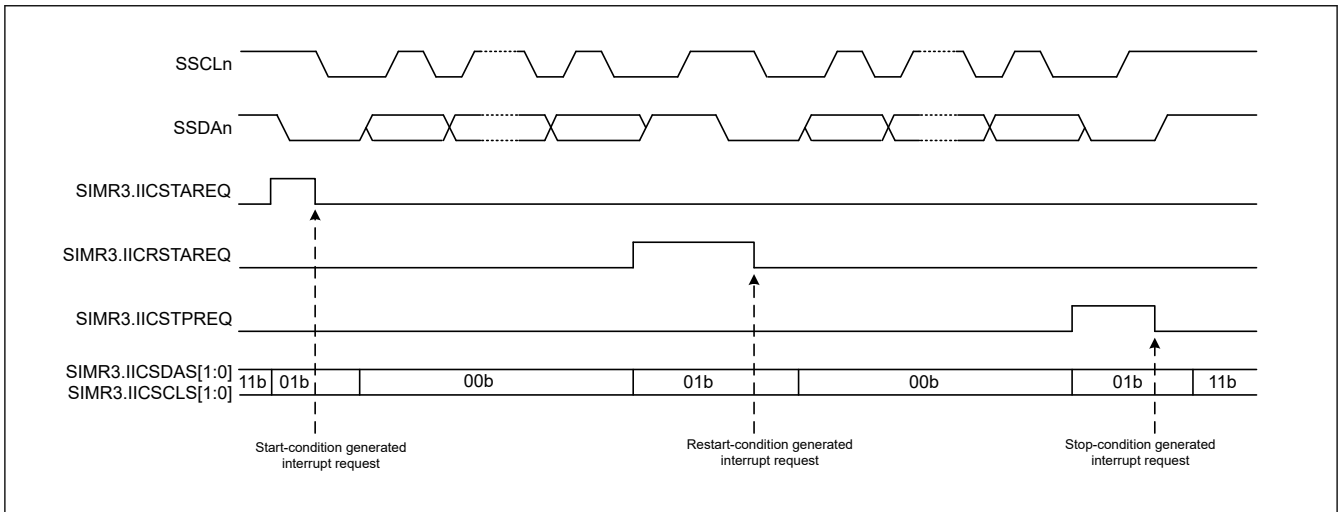 SSCLn
SSDAn
SIMR3.IICSTAREQ
SIMR3.IICRSTAREQ
SIMR3.IICSTPREQ
SIMR3.IICSDAS[1:0]
SIMR3.IICSCLS[1:0]
11b 01b 00b 01b 00b 01b 11b
Start-condition generated
interrupt request
Restart-condition generated
interrupt request
Stop-condition generated
interrupt request